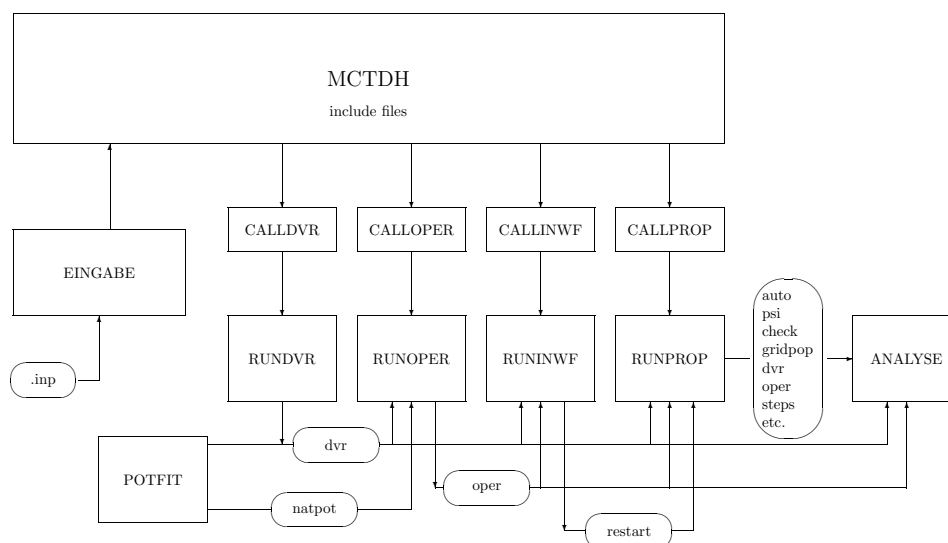 MCTDH
include files
CALLDVR
CALLOPER
CALLINWF
CALLPROP
EINGABE
RUNDVR
RUNOPER
RUNINWF
RUNPROP
auto
psi
check
gridpop
dvr
oper
steps
etc.
ANALYSE
.inp
dvr
POTFIT
oper
natpot
restart